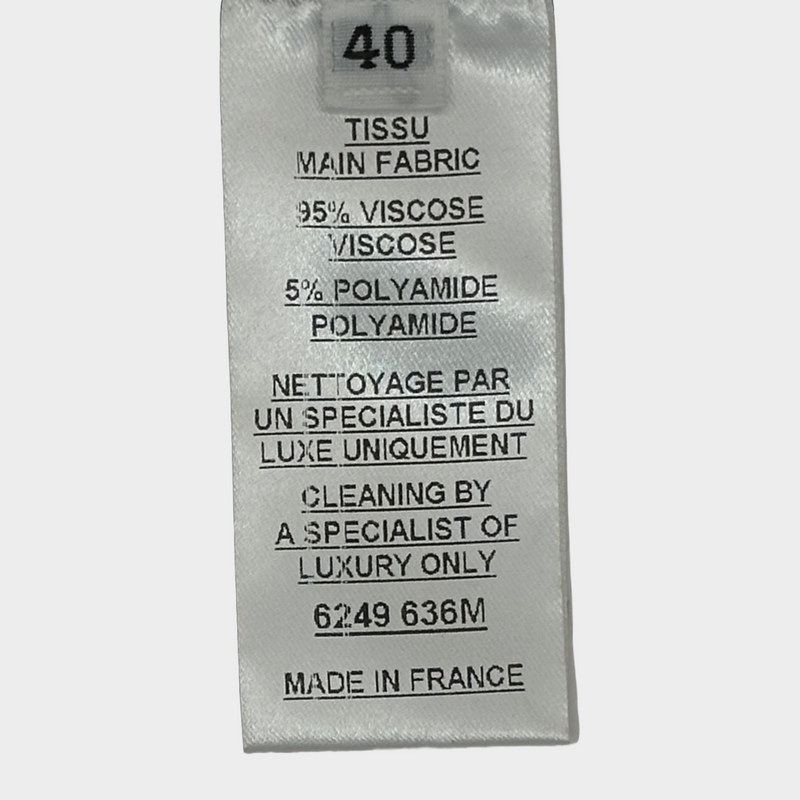 40
TISSU
MAIN FABRIC
95% VISCOSE
VISCOSE
5% POLYAMIDE
POLYAMIDE
NETTOYAGE PAR
UN SPECIALISTE DU
LUXE UNIQUEMENT
CLEANING BY
A SPECIALIST OF
LUXURY ONLY
6249 636M
MADE IN FRANCE